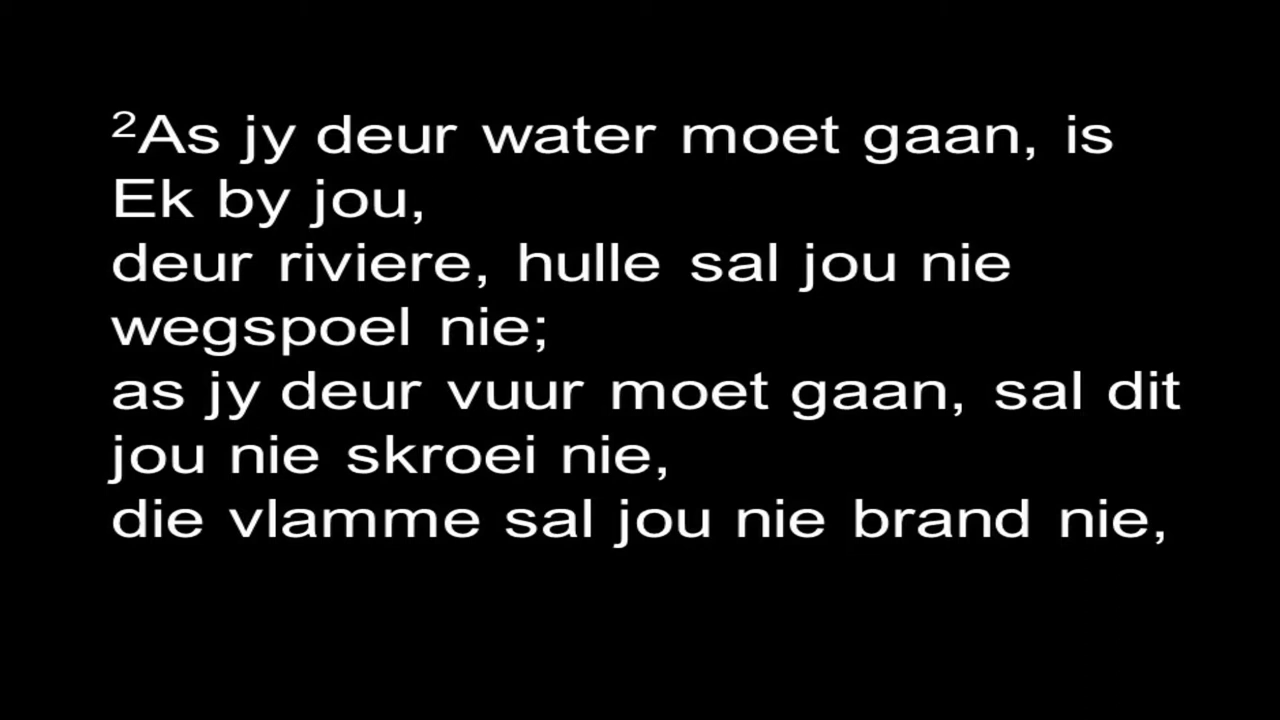 ²As jy deur water moet gaan, is
Ek by jou,
deur riviere, hulle sal jou nie
wegspoel nie;
as jy deur vuur moet gaan, sal dit
jou nie skroei nie,
die vlamme sal jou nie brand nie,